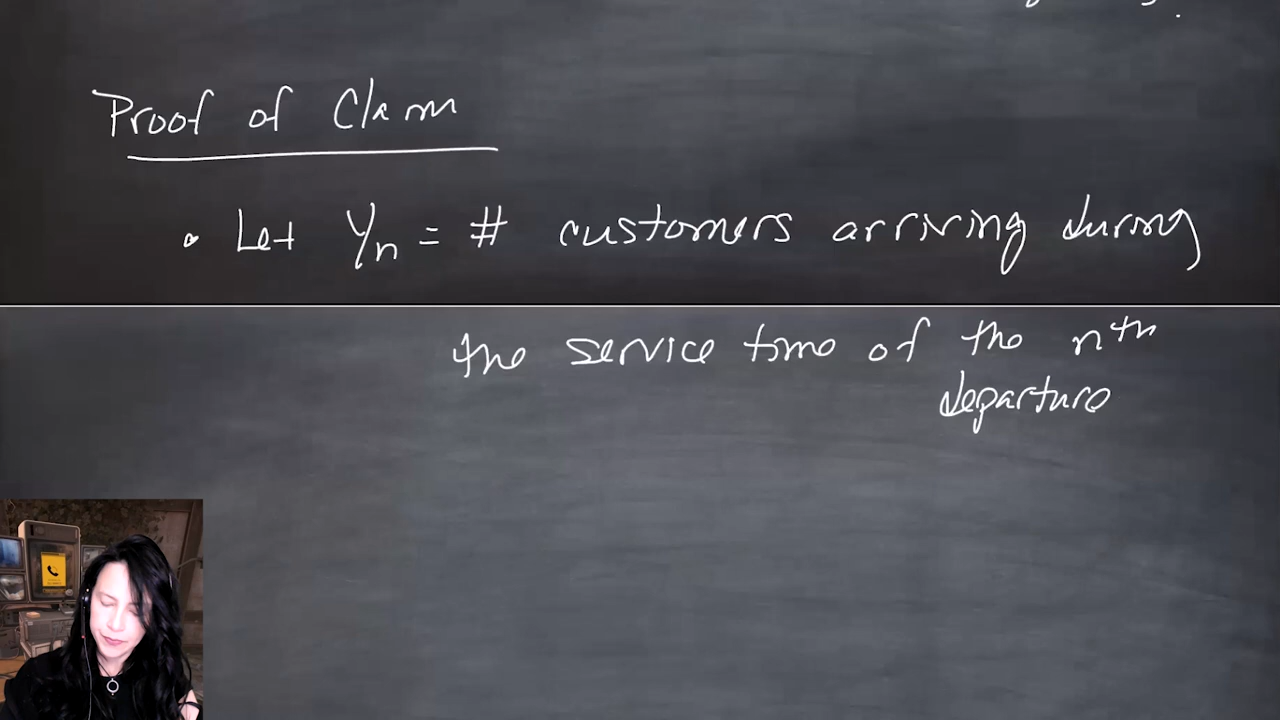 Proof of Claim
• Let Yn = # customers arriving during
the service time of the nth
departure